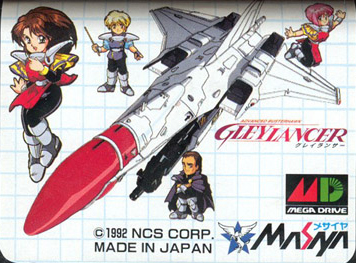 ADVANCED BUSTERHAWK
GLEYLANCER
グレイランサー
MD
MEGA DRIVE
©1992 NCS CORP.
MADE IN JAPAN
メサイヤ
MASAYA